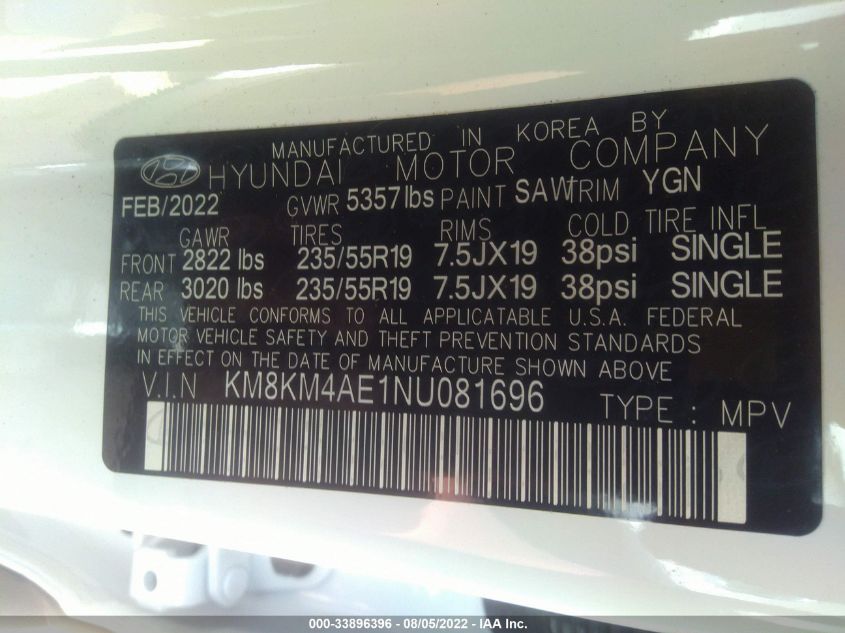 MANUFACTURED IN KOREA BY
HYUNDAI MOTOR COMPANY
FEB/2022 GVWR 5357lbs PAINT SAW TRIM YGN
GAWR TIRES RIMS COLD TIRE INFL
FRONT 2822 lbs 235/55R19 7.5JX19 38psi SINGLE
REAR 3020 lbs 235/55R19 7.5JX19 38psi SINGLE
THIS VEHICLE CONFORMS TO ALL APPLICATABLE U.S.A. FEDERAL
MOTOR VEHICLE SAFETY AND THEFT PREVENTION STANDARDS
IN EFFECT ON THE DATE OF MANUFACTURE SHOWN ABOVE
V.I.N KM8KM4AE1NU081696 TYPE : MPV
000-33896396 - 08/05/2022 - IAA Inc.